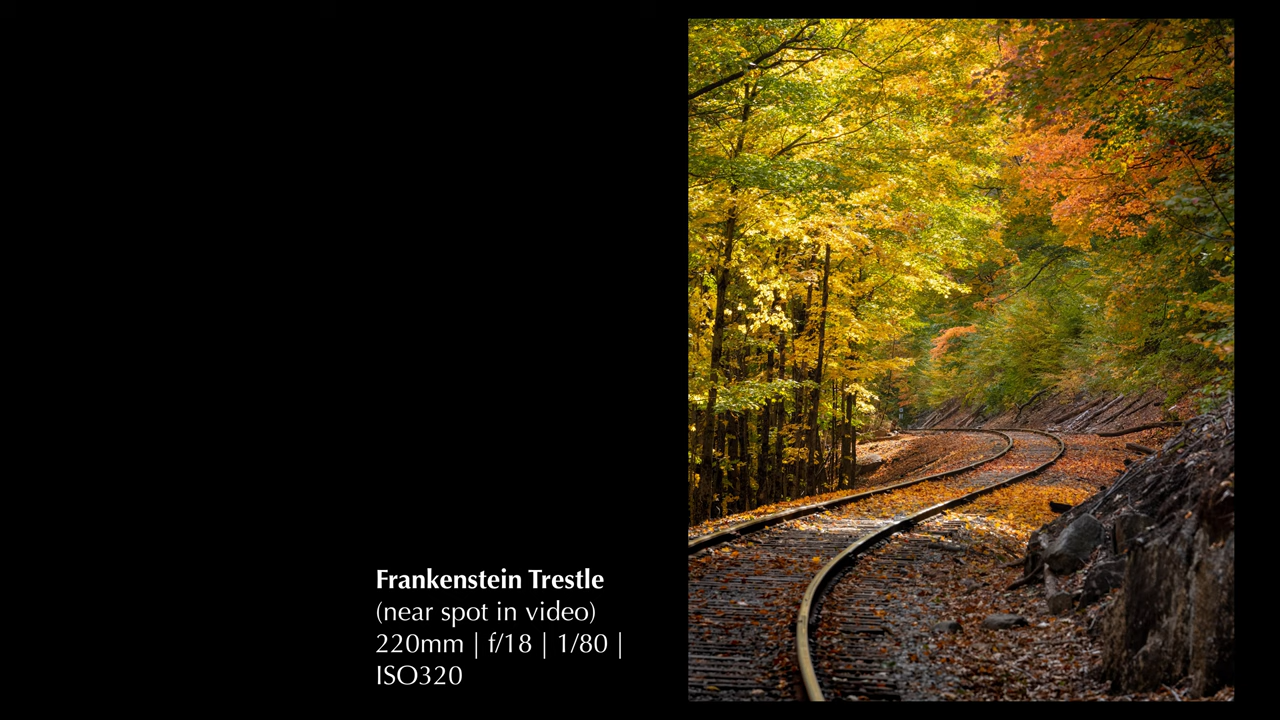 Frankenstein Trestle
(near spot in video)
220mm | f/18 | 1/80 |
ISO320